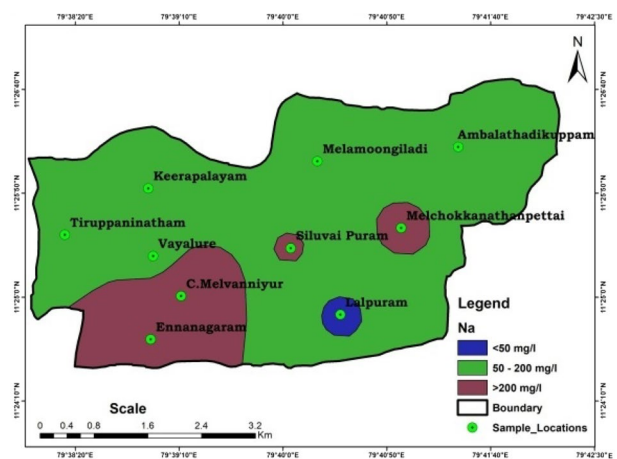 79°38'20"E 79°39'10"E 79°40'0"E 79°40'50"E 79°41'40"E 79°42'30"E
N
11°26'40"N
11°26'40"N
Ambalathadikuppam
Melamoongiladi
Keerapalayam
11°25'50"N
11°25'50"N
Melchokkanathanpettai
Tiruppaninatham
Siluvai Puram
Vayalure
C.Melvanniyur
11°25'0"N
11°25'0"N
Lalpuram
Ennanagaram
Legend
Na
<50 mg/l
50 - 200 mg/l
>200 mg/l
Boundary
Sample_Locations
11°24'10"N
11°24'10"N
Scale
0 0.4 0.8 1.6 2.4 3.2
Km
79°38'20"E 79°39'10"E 79°40'0"E 79°40'50"E 79°41'40"E 79°42'30"E